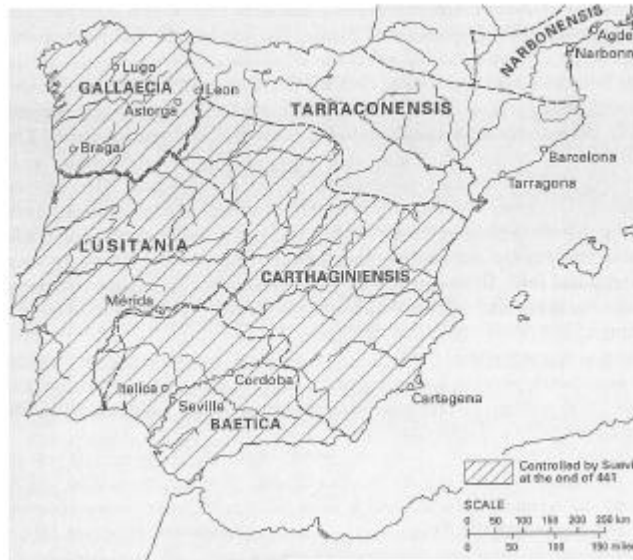 NARBONENSIS
Agde
Narbonn
Lugo
GALLAECIA
Leon
Astorga
TARRACONENSIS
Braga
Barcelona
Tarragona
LUSITANIA
CARTHAGINIENSIS
Mérida
Italica
Cordoba
Seville
Cartagena
BAETICA
Controlled by Suevi
at the end of 441
SCALE
0 50 100 150 200 250 km
0 50 100 150 miles